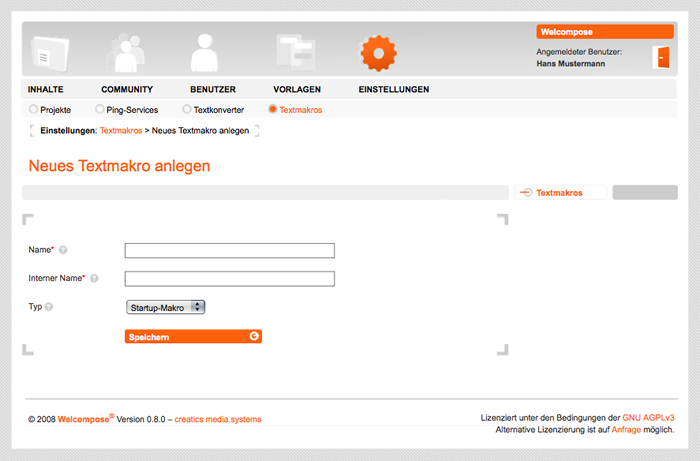 Welcompose
Angemeldeter Benutzer:
Hans Mustermann
INHALTE COMMUNITY BENUTZER VORLAGEN EINSTELLUNGEN
Projekte Ping-Services Textkonverter Textmakros
Einstellungen: Textmakros > Neues Textmakro anlegen
Neues Textmakro anlegen
Textmakros
Name* ?
Interner Name* ?
Typ ? Startup-Makro
Speichern
© 2008 Welcompose® Version 0.8.0 – creatics media.systems
Lizenziert unter den Bedingungen der GNU AGPLv3
Alternative Lizenzierung ist auf Anfrage möglich.